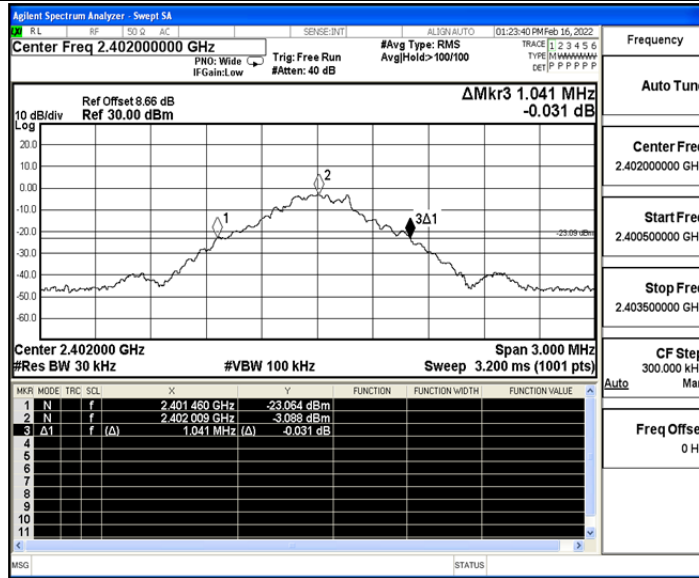 Agilent Spectrum Analyzer - Swept SA
RL RF 50 Ω AC SENSE:INT ALIGN AUTO 01:23:40 PM Feb 16, 2022
Center Freq 2.402000000 GHz
PNO: Wide
IFGain:Low
Trig: Free Run
#Atten: 40 dB
#Avg Type: RMS
Avg|Hold:> 100/100
TRACE 1 2 3 4 5 6
TYPE M W W W W W
DET P P P P P P
ΔMkr3 1.041 MHz
-0.031 dB
Ref Offset 8.66 dB
10 dB/div Ref 30.00 dBm
Log
20.0
10.0
0.00
-10.0
-20.0
-30.0
-40.0
-50.0
-60.0
1
2
3Δ1
-23.09 dBm
Center 2.402000 GHz Span 3.000 MHz
#Res BW 30 kHz #VBW 100 kHz Sweep 3.200 ms (1001 pts)
MKR MODE TRC SCL X Y FUNCTION FUNCTION WIDTH FUNCTION VALUE
1 N f 2.401 460 GHz -23.064 dBm
2 N f 2.402 009 GHz -3.088 dBm
3 Δ1 f (Δ) 1.041 MHz (Δ) -0.031 dB
4
5
6
7
8
9
10
11
MSG STATUS
Frequency
Auto Tun
Center Fre
2.402000000 GH
Start Fre
2.400500000 GH
Stop Fre
2.403500000 GH
CF Step
300.000 kH
Auto Ma
Freq Offse
0 H